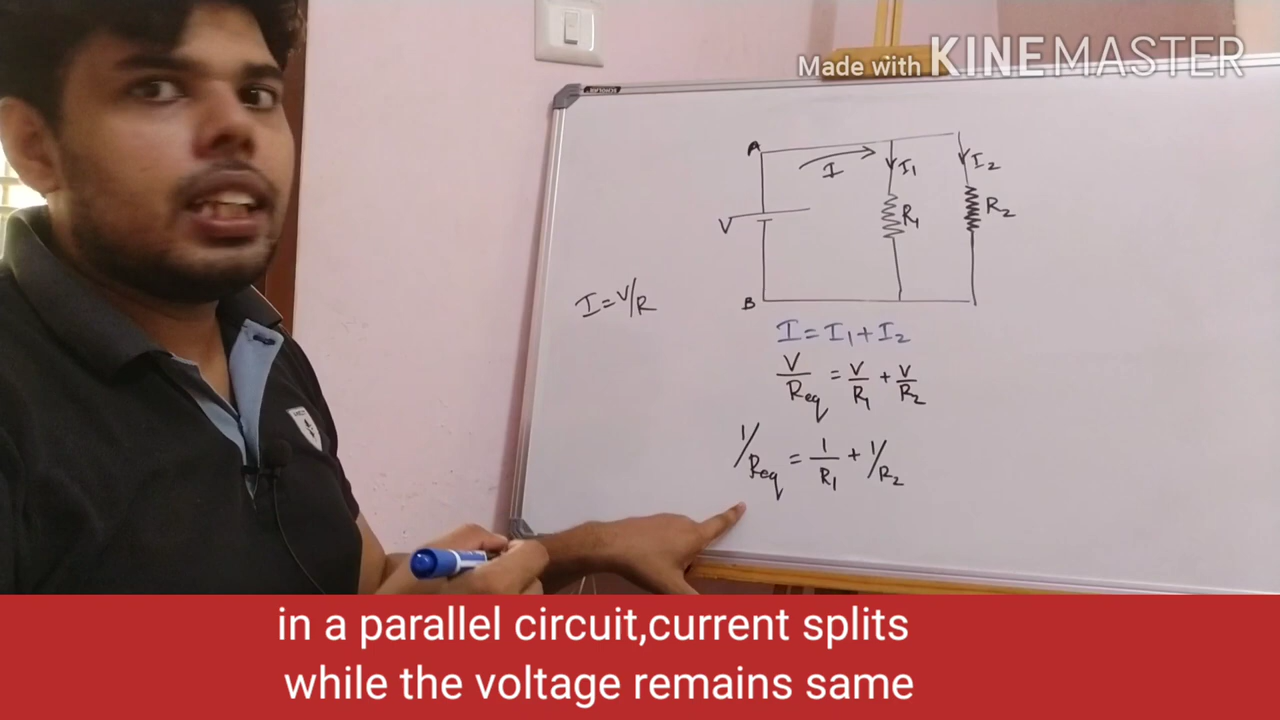 Made with KINEMASTER
SCHOLAR
A
I
I₁
I₂
V
R₁
R₂
B
I=V/R
I=I₁+I₂
V/Req = V/R₁ + V/R₂
1/Req = 1/R₁ + 1/R₂
in a parallel circuit,current splits
while the voltage remains same